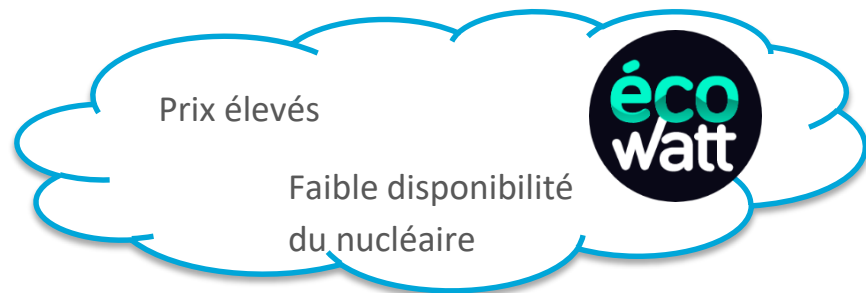 éco
watt
Prix élevés
Faible disponibilité
du nucléaire